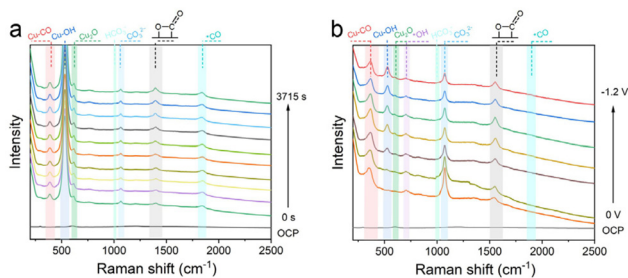 a
Cu-CO
Cu-OH
Cu₂O
HCO₃⁻
CO₃²⁻
O-C
O
*CO
3715 s
0 s
OCP
Intensity
500 1000 1500 2000 2500
Raman shift (cm⁻¹)
b
Cu-CO
Cu-OH
Cu₂O
*OH
HCO₃⁻
CO₃²⁻
O-C
O
*CO
-1.2 V
0 V
OCP
Intensity
500 1000 1500 2000 2500
Raman shift (cm⁻¹)